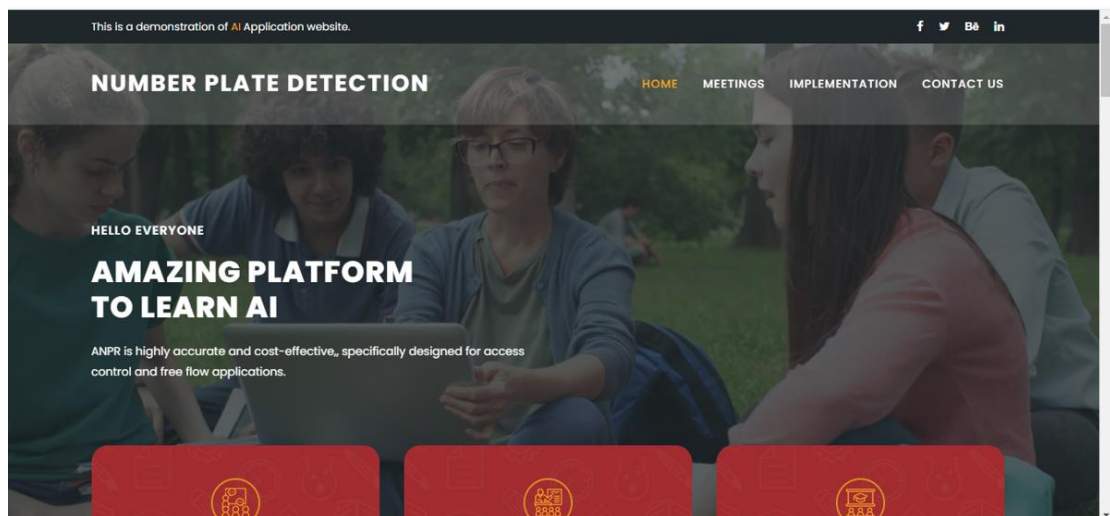 This is a demonstration of AI Application website.
f Bē in
NUMBER PLATE DETECTION
HOME MEETINGS IMPLEMENTATION CONTACT US
HELLO EVERYONE
AMAZING PLATFORM
TO LEARN AI
ANPR is highly accurate and cost-effective,, specifically designed for access
control and free flow applications.